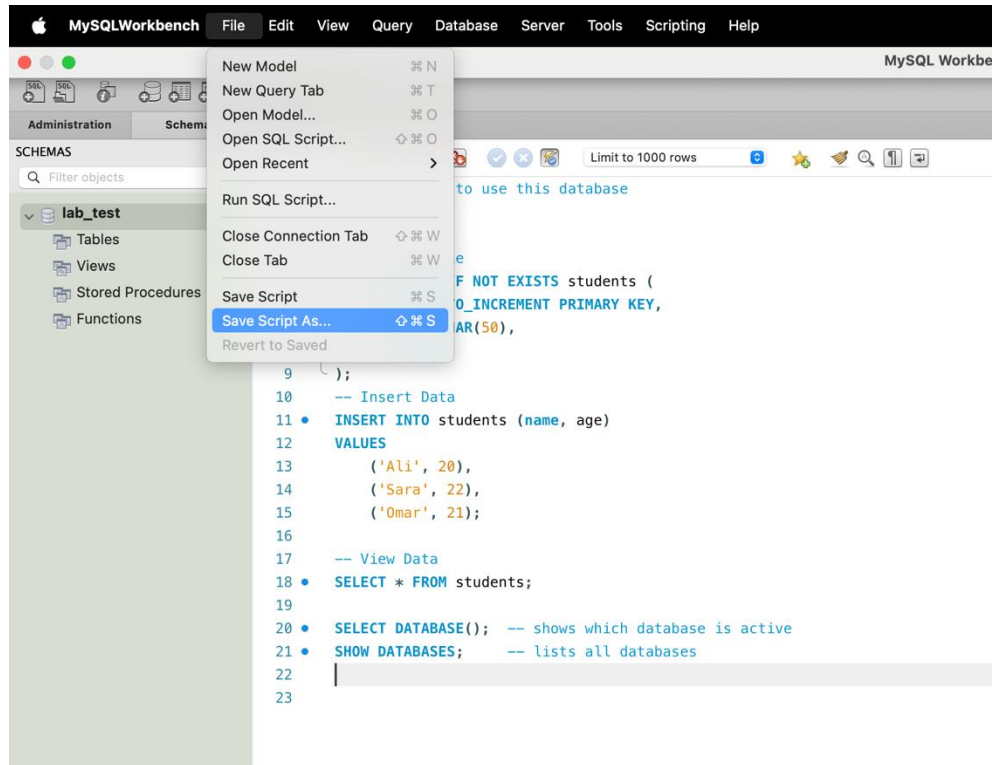 MySQLWorkbench File Edit View Query Database Server Tools Scripting Help
MySQL Workbe
Administration Schema
SCHEMAS
Filter objects
lab_test
Tables
Views
Stored Procedures
Functions
New Model ⌘ N
New Query Tab ⌘ T
Open Model... ⌘ O
Open SQL Script... ⇧ ⌘ O
Open Recent >
Run SQL Script...
Close Connection Tab ⇧ ⌘ W
Close Tab ⌘ W
Save Script ⌘ S
Save Script As... ⇧ ⌘ S
Revert to Saved
Limit to 1000 rows
to use this database
e
F NOT EXISTS students (
O_INCREMENT PRIMARY KEY,
AR(50),
9 );
10 -- Insert Data
11 INSERT INTO students (name, age)
12 VALUES
13 ('Ali', 20),
14 ('Sara', 22),
15 ('Omar', 21);
16
17 -- View Data
18 SELECT * FROM students;
19
20 SELECT DATABASE(); -- shows which database is active
21 SHOW DATABASES; -- lists all databases
22
23